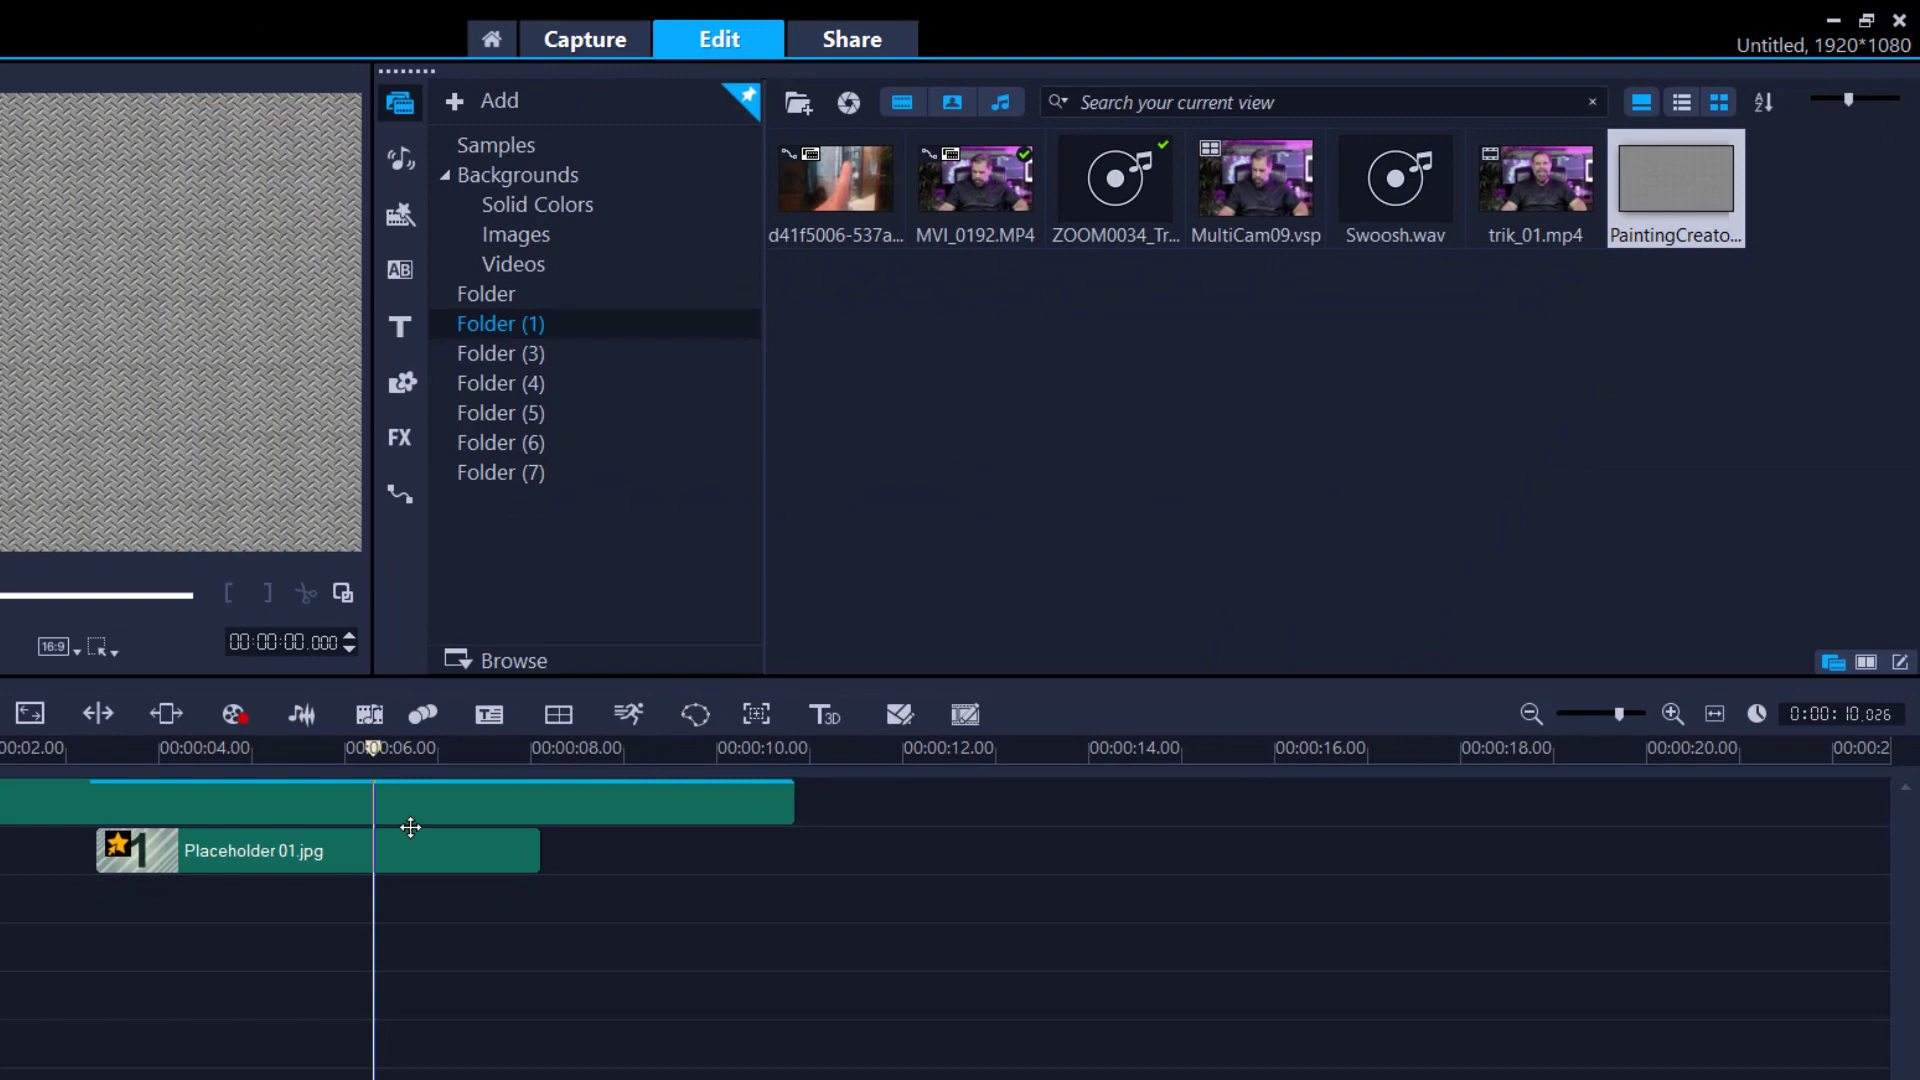 Capture
Edit
Share
Untitled, 1920*1080
Add
Search your current view
Samples
Backgrounds
Solid Colors
Images
Videos
Folder
Folder (1)
Folder (3)
Folder (4)
Folder (5)
Folder (6)
Folder (7)
AB
T
FX
d41f5006-537a...
MVI_0192.MP4
ZOOM0034_Tr...
MultiCam09.vsp
Swoosh.wav
trik_01.mp4
PaintingCreato...
16:9
00:00:00.000
Browse
T3D
0:00:10.026
00:02.00
00:00:04.00
00:00:06.00
00:00:08.00
00:00:10.00
00:00:12.00
00:00:14.00
00:00:16.00
00:00:18.00
00:00:20.00
00:00:2
1
Placeholder 01.jpg